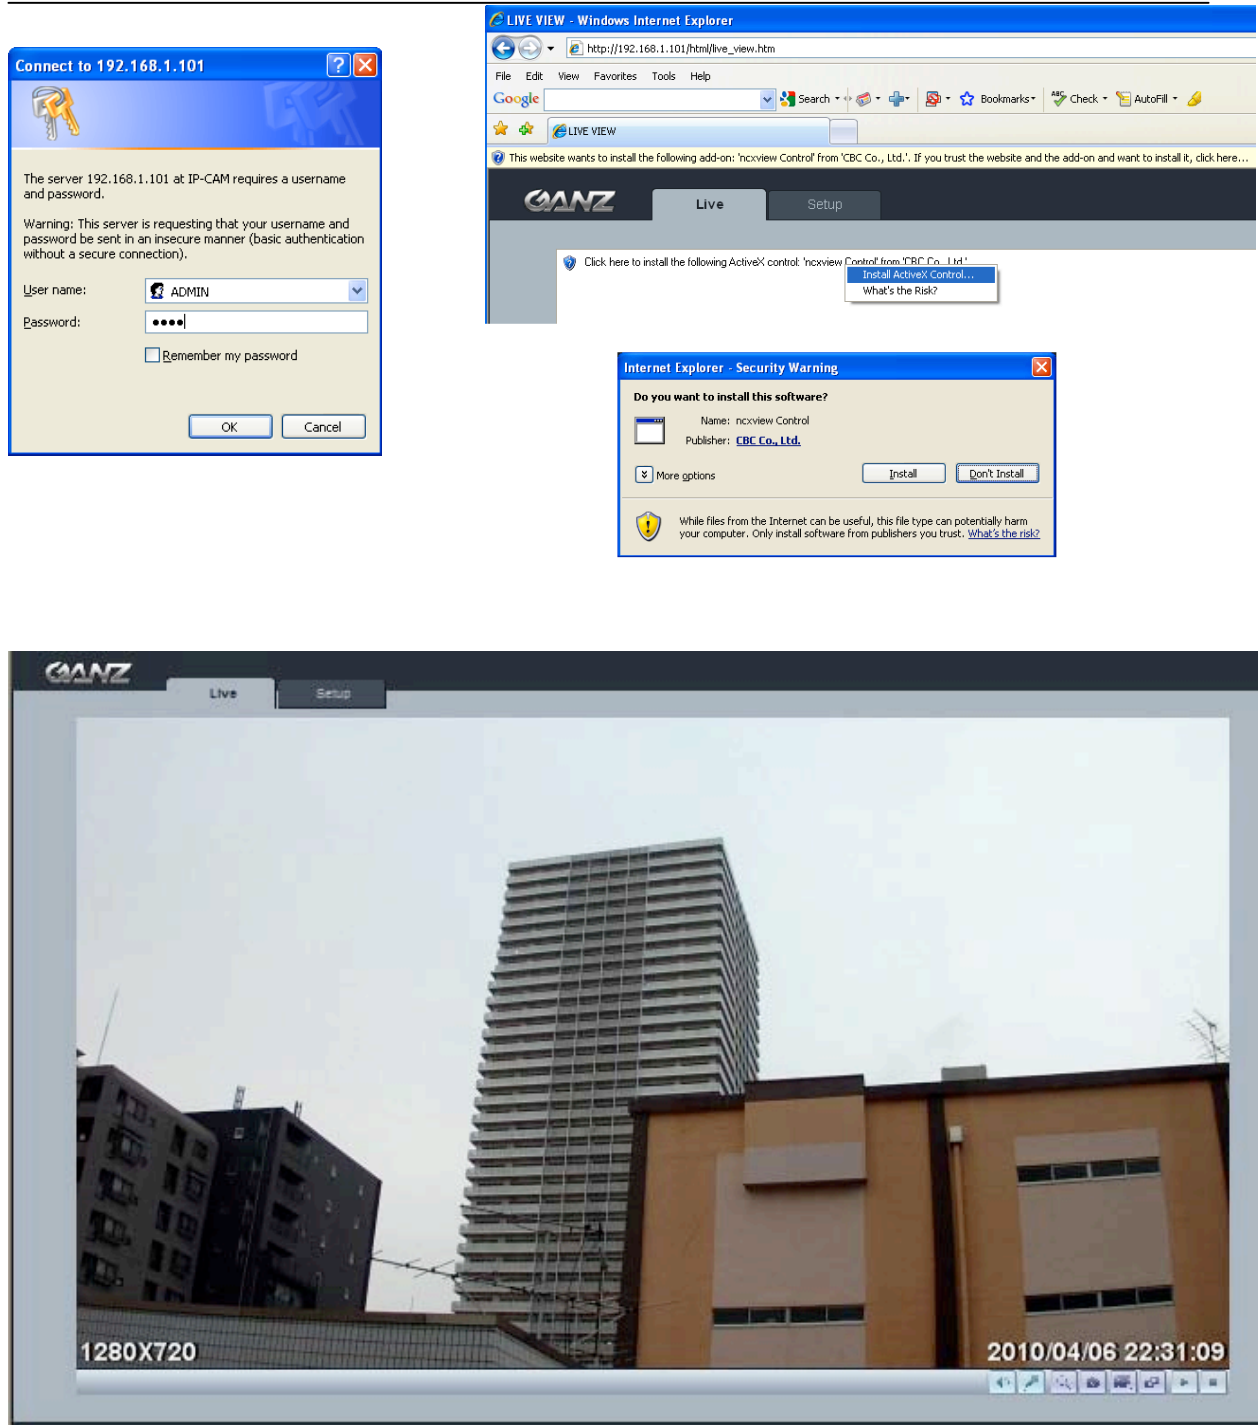 Connect to 192.168.1.101
The server 192.168.1.101 at IP-CAM requires a username
and password.
Warning: This server is requesting that your username and
password be sent in an insecure manner (basic authentication
without a secure connection).
User name:
ADMIN
Password:
Remember my password
OK
Cancel
LIVE VIEW - Windows Internet Explorer
http://192.168.1.101/html/live_view.htm
File Edit View Favorites Tools Help
Google Search Bookmarks ABC Check AutoFill
LIVE VIEW
This website wants to install the following add-on: 'ncxview Control' from 'CBC Co., Ltd.'. If you trust the website and the add-on and want to install it, click here...
GANZ Live Setup
Click here to install the following ActiveX control: 'ncxview Control' from 'CBC Co., Ltd.'
Install ActiveX Control...
What's the Risk?
Internet Explorer - Security Warning
Do you want to install this software?
Name: ncxview Control
Publisher: CBC Co., Ltd.
More options
Install
Don't Install
While files from the Internet can be useful, this file type can potentially harm
your computer. Only install software from publishers you trust. What's the risk?
GANZ
Live Setup
1280X720
2010/04/06 22:31:09